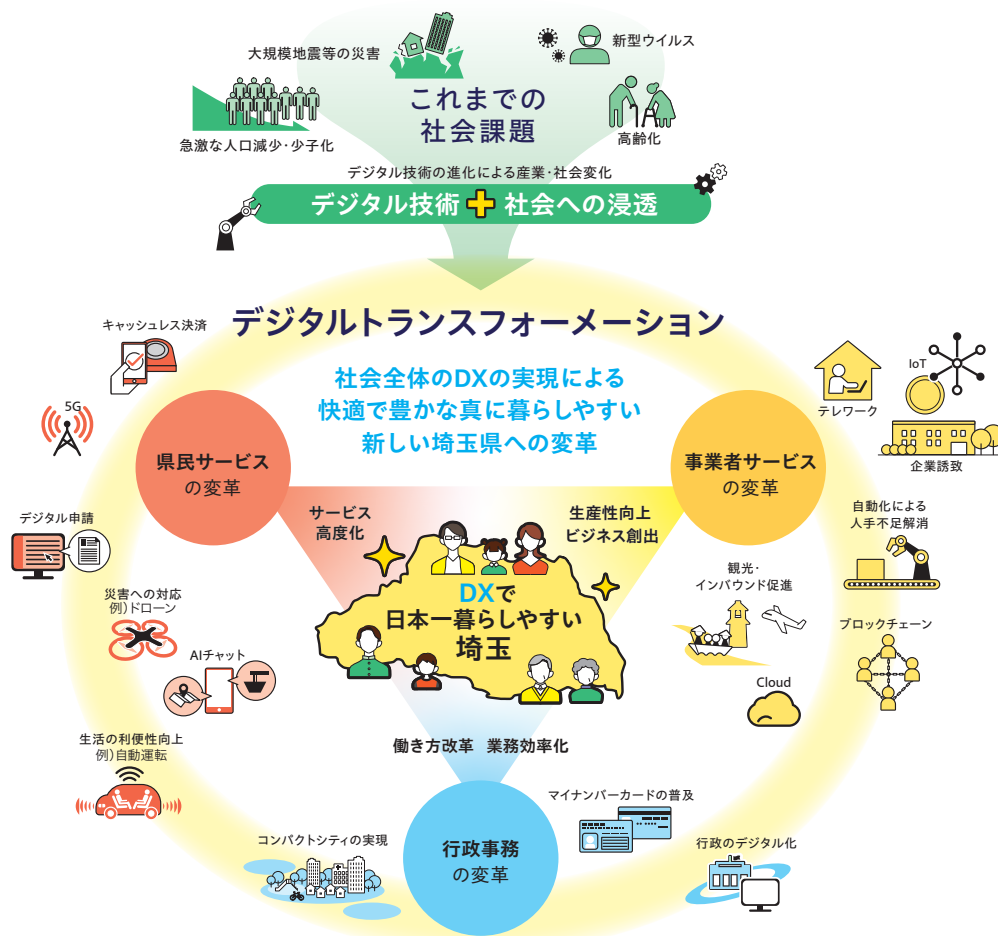 大規模地震等の災害
新型ウイルス
これまでの
社会課題
急激な人口減少・少子化
高齢化
デジタル技術の進化による産業・社会変化
デジタル技術+社会への浸透
デジタルトランスフォーメーション
社会全体のDXの実現による
快適で豊かな真に暮らしやすい
新しい埼玉県への変革
キャッシュレス決済
5G
県民サービス
の変革
デジタル申請
災害への対応
例)ドローン
AIチャット
生活の利便性向上
例)自動運転
サービス
高度化
生産性向上
ビジネス創出
テレワーク
IoT
企業誘致
事業者サービス
の変革
自動化による
人手不足解消
観光・
インバウンド促進
ブロックチェーン
Cloud
DXで
日本一暮らしやすい
埼玉
働き方改革 業務効率化
行政事務
の変革
コンパクトシティの実現
マイナンバーカードの普及
行政のデジタル化